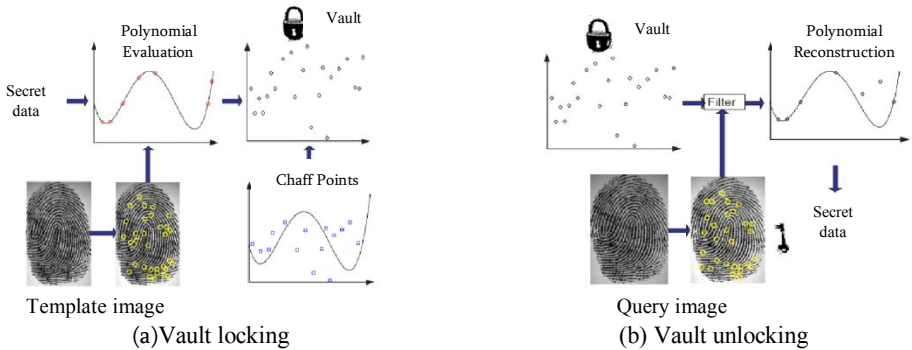 Polynomial
Evaluation
Vault
Secret
data
Chaff Points
Template image
(a)Vault locking
Vault
Polynomial
Reconstruction
Filter
Secret
data
Query image
(b) Vault unlocking